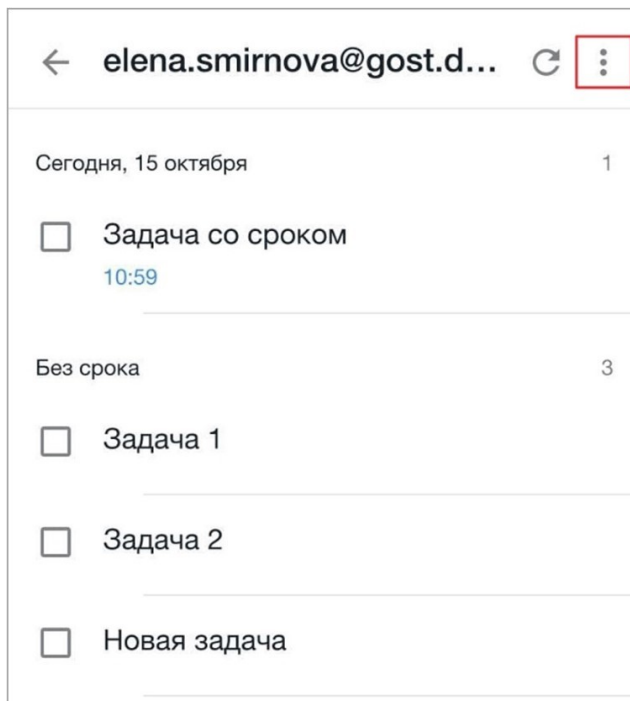 elena.smirnova@gost.d...
Сегодня, 15 октября 1
Задача со сроком
10:59
Без срока 3
Задача 1
Задача 2
Новая задача